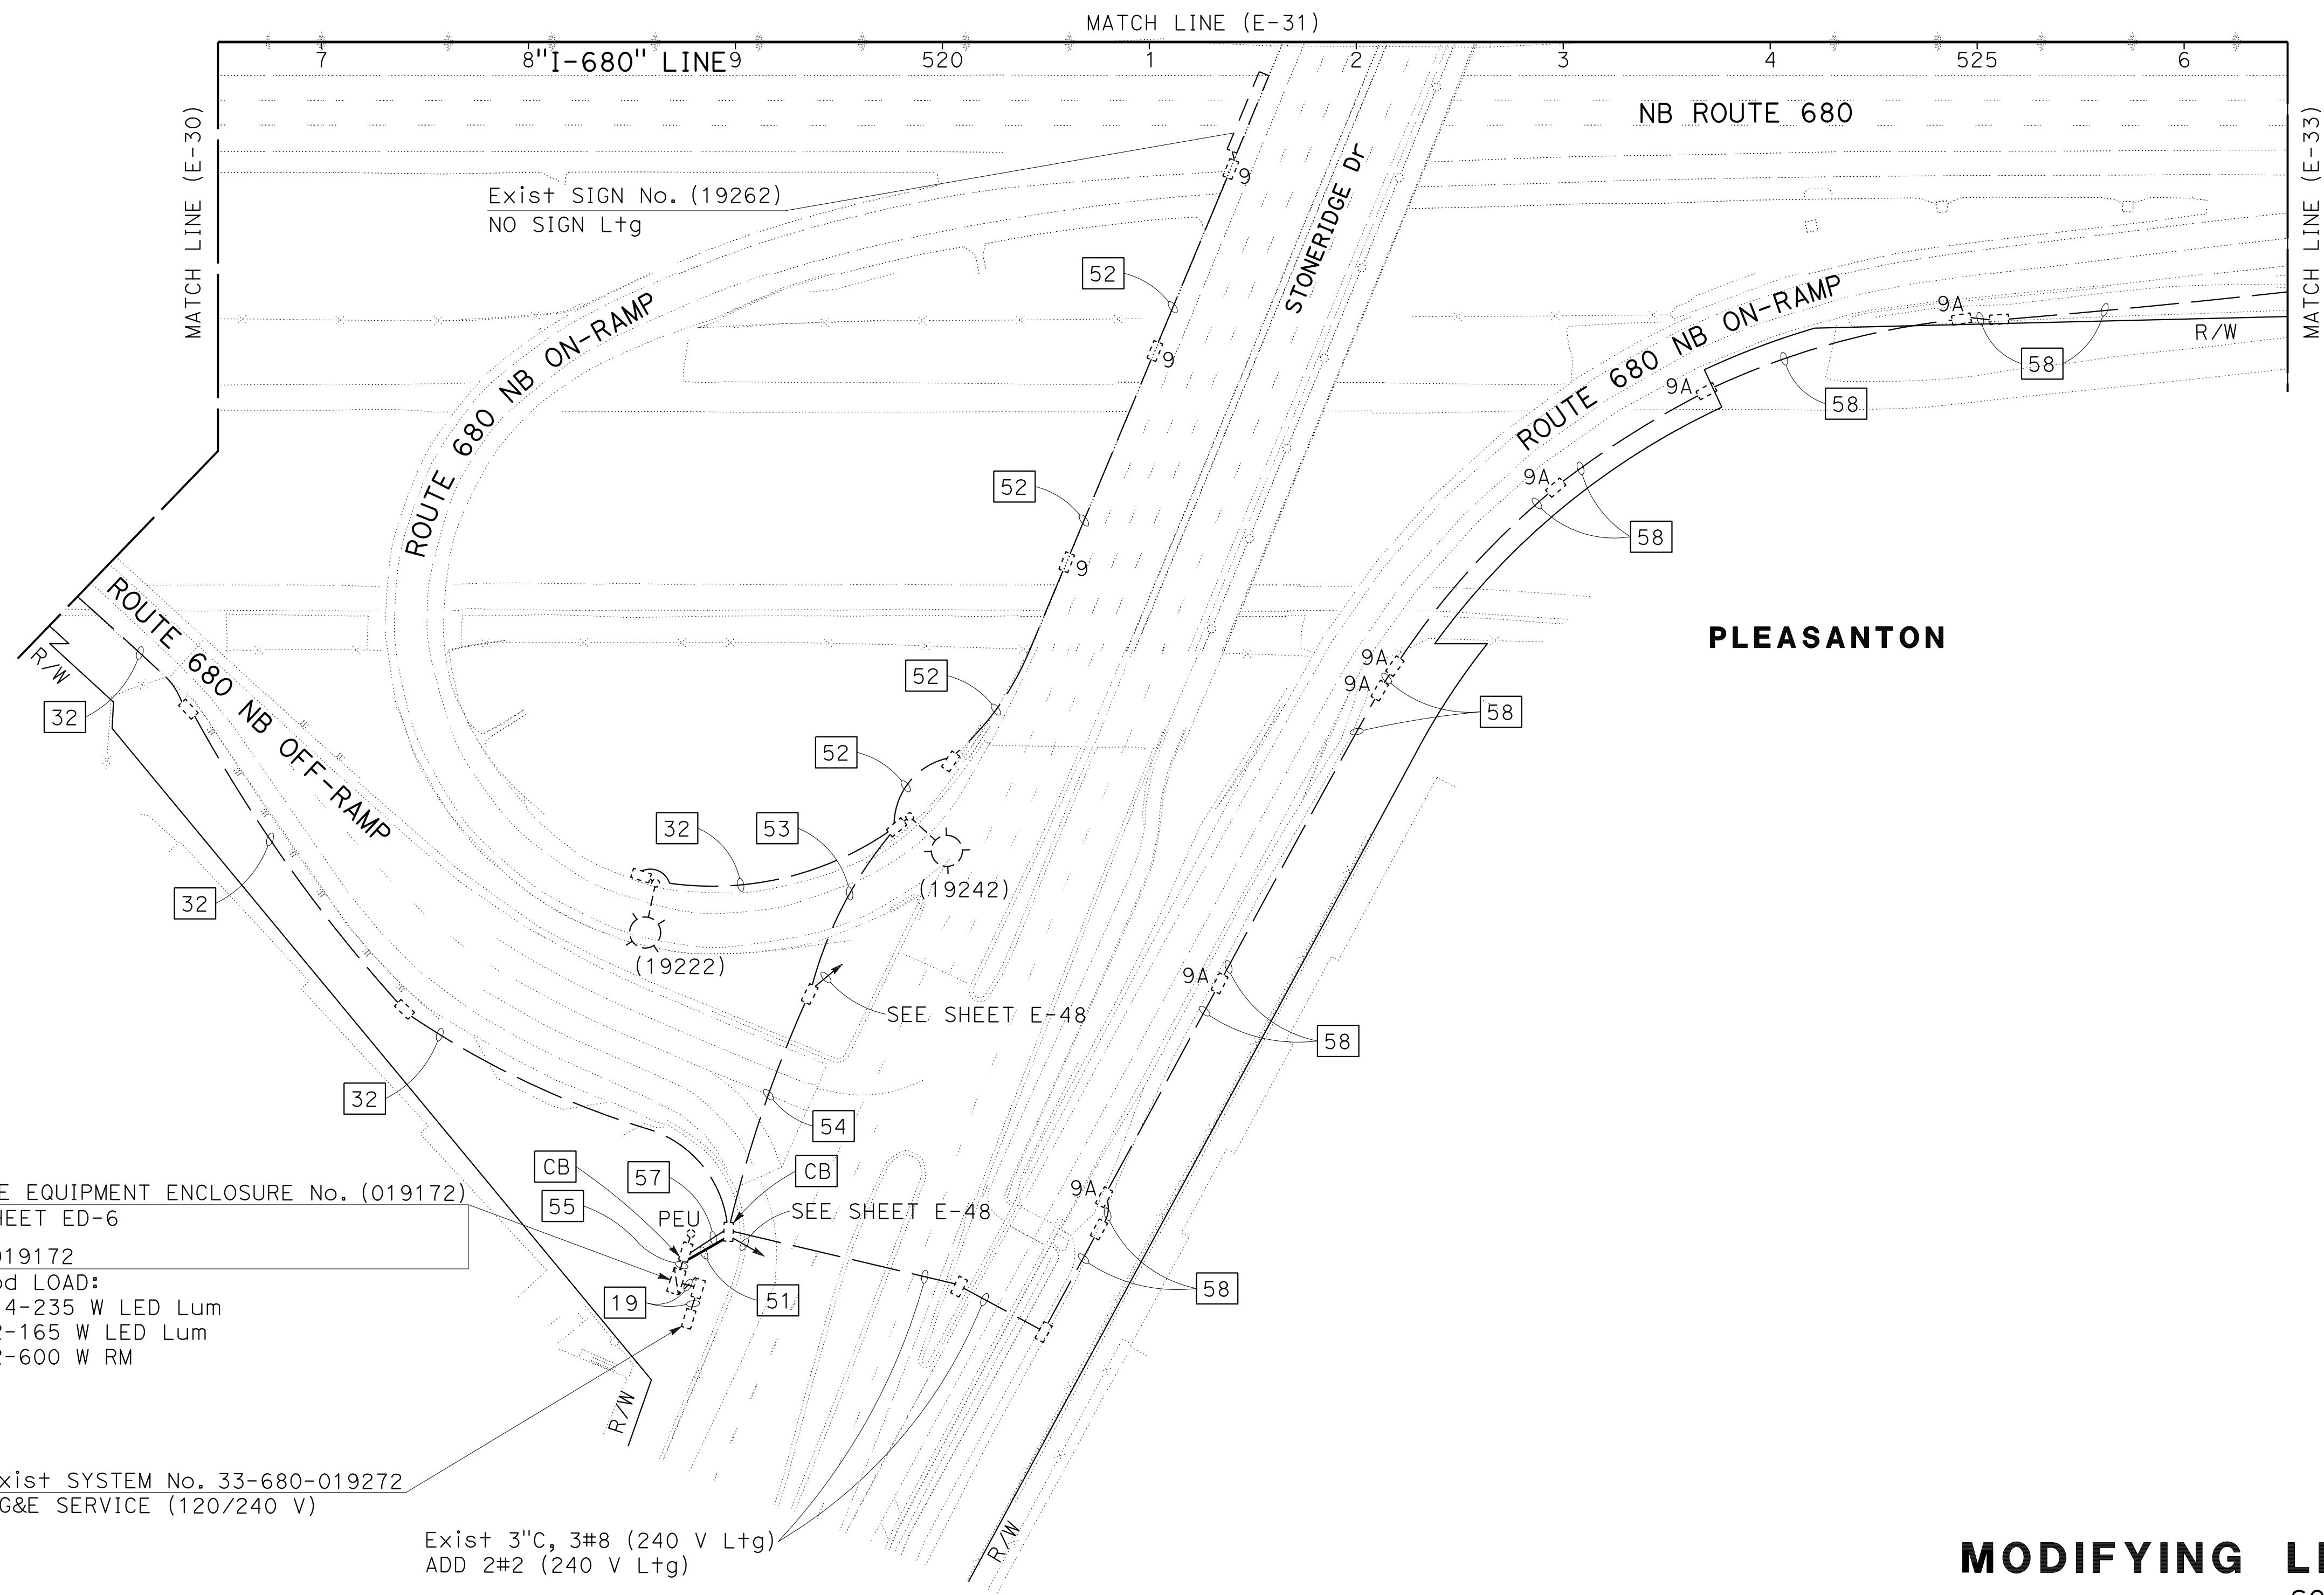 MATCH LINE (E-31)
7
8
"I-680" LINE
9
520
1
2
3
4
525
6
MATCH LINE (E-30)
NB ROUTE 680
MATCH LINE (E-33)
STONERIDGE Dr
Exist SIGN No. (19262)
NO SIGN Ltg
9
52
9
52
9
ROUTE 680 NB ON-RAMP
ROUTE 680 NB ON-RAMP
9A
R/W
58
9A
58
9A
58
PLEASANTON
R/W
ROUTE 680 NB OFF-RAMP
32
52
9A
9A
58
52
32
53
(19242)
32
(19222)
9A
SEE SHEET E-48
58
32
54
CB
57
CB
55
PEU
SEE SHEET E-48
9A
58
E EQUIPMENT ENCLOSURE No. (019172)
HEET ED-6
019172
od LOAD:
4-235 W LED Lum
2-165 W LED Lum
2-600 W RM
19
51
R/W
xist SYSTEM No. 33-680-019272
G&E SERVICE (120/240 V)
Exist 3"C, 3#8 (240 V Ltg)
ADD 2#2 (240 V Ltg)
R/W
MODIFYING LI